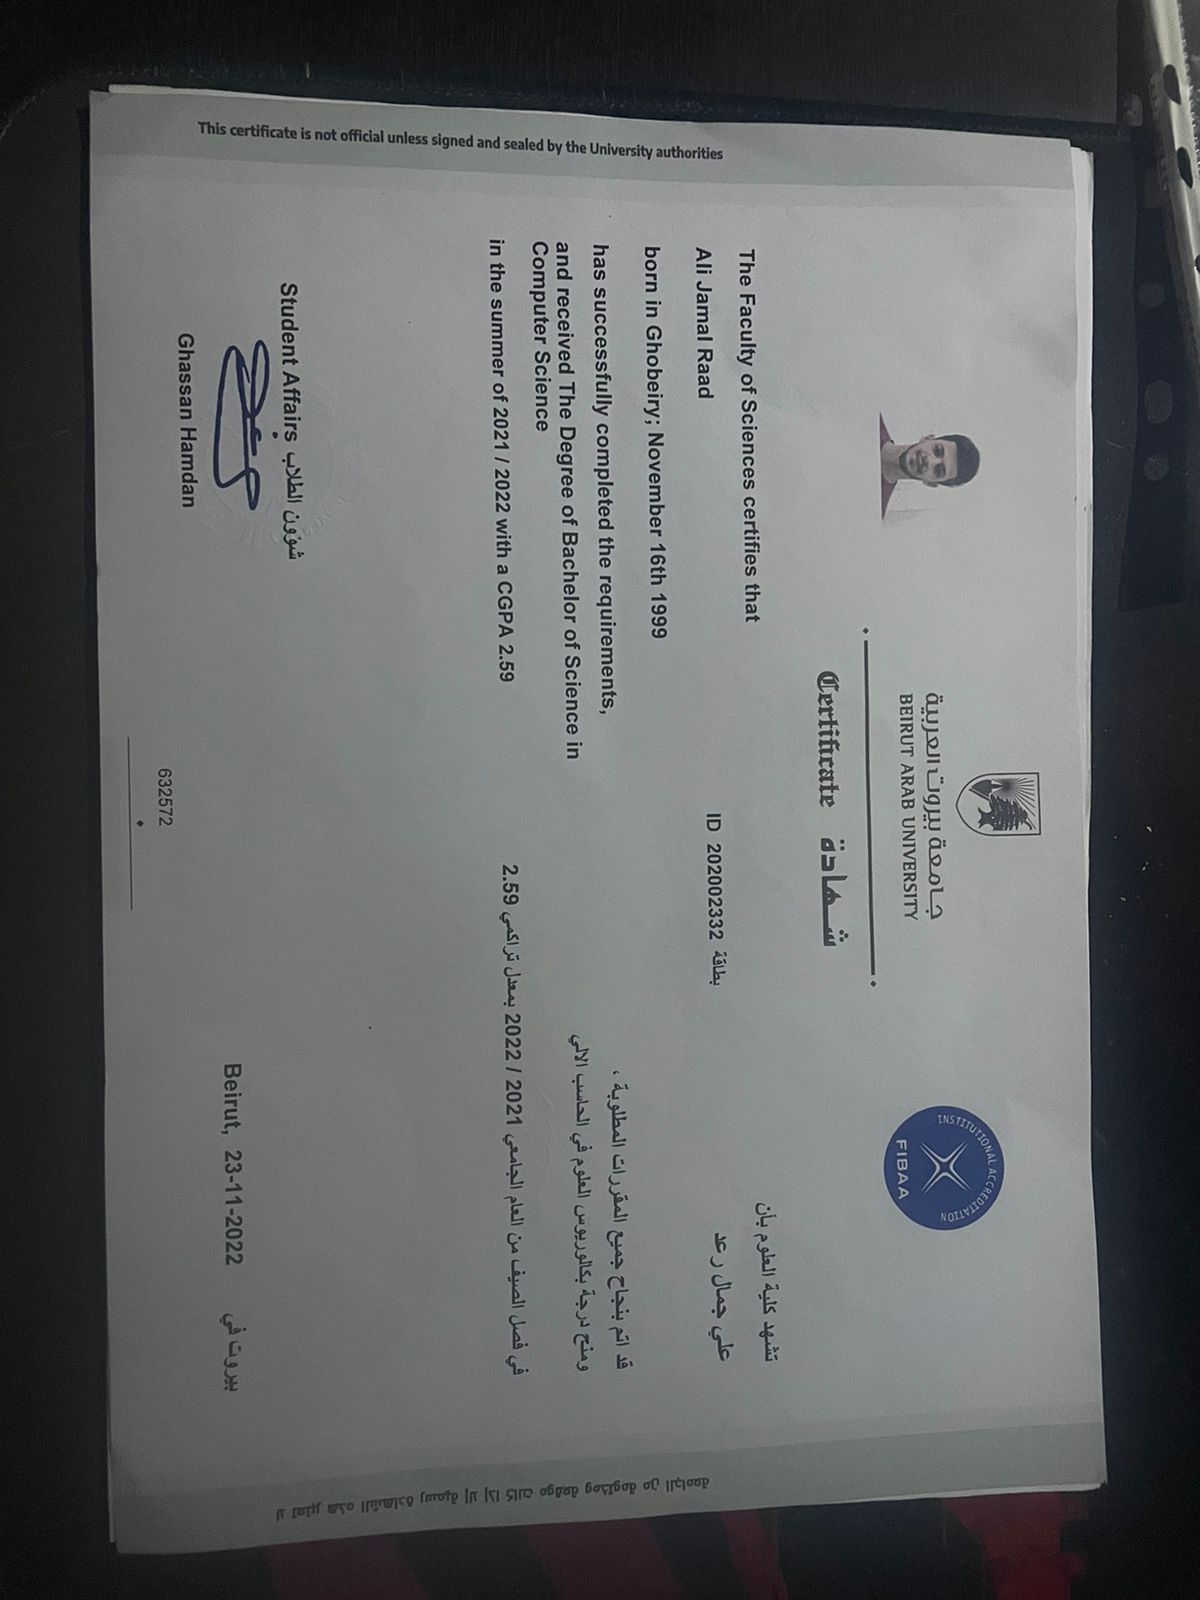 جامعة بيروت العربية
BEIRUT ARAB UNIVERSITY
INSTITUTIONAL ACCREDITATION
FIBAA
Certificate شهادة
The Faculty of Sciences certifies that
تشهد كلية العلوم بأن
Ali Jamal Raad
ID 202002332 بطاقة
علي جمال رعد
born in Ghobeiry; November 16th 1999
has successfully completed the requirements,
قد اتم بنجاح جميع المقررات المطلوبة ،
and received The Degree of Bachelor of Science in
Computer Science
ومنح درجة بكالوريوس العلوم في الحاسب الالي
in the summer of 2021 / 2022 with a CGPA 2.59
في فصل الصيف من العام الجامعي 2021 / 2022 بمعدل تراكمي 2.59
Student Affairs شؤون الطلاب
Ghassan Hamdan
Beirut, 23-11-2022 بيروت في
632572
This certificate is not official unless signed and sealed by the University authorities
لا تعتبر هذه الشهادة رسمية إلا إذا كانت موقعة ومختومة من الجامعة